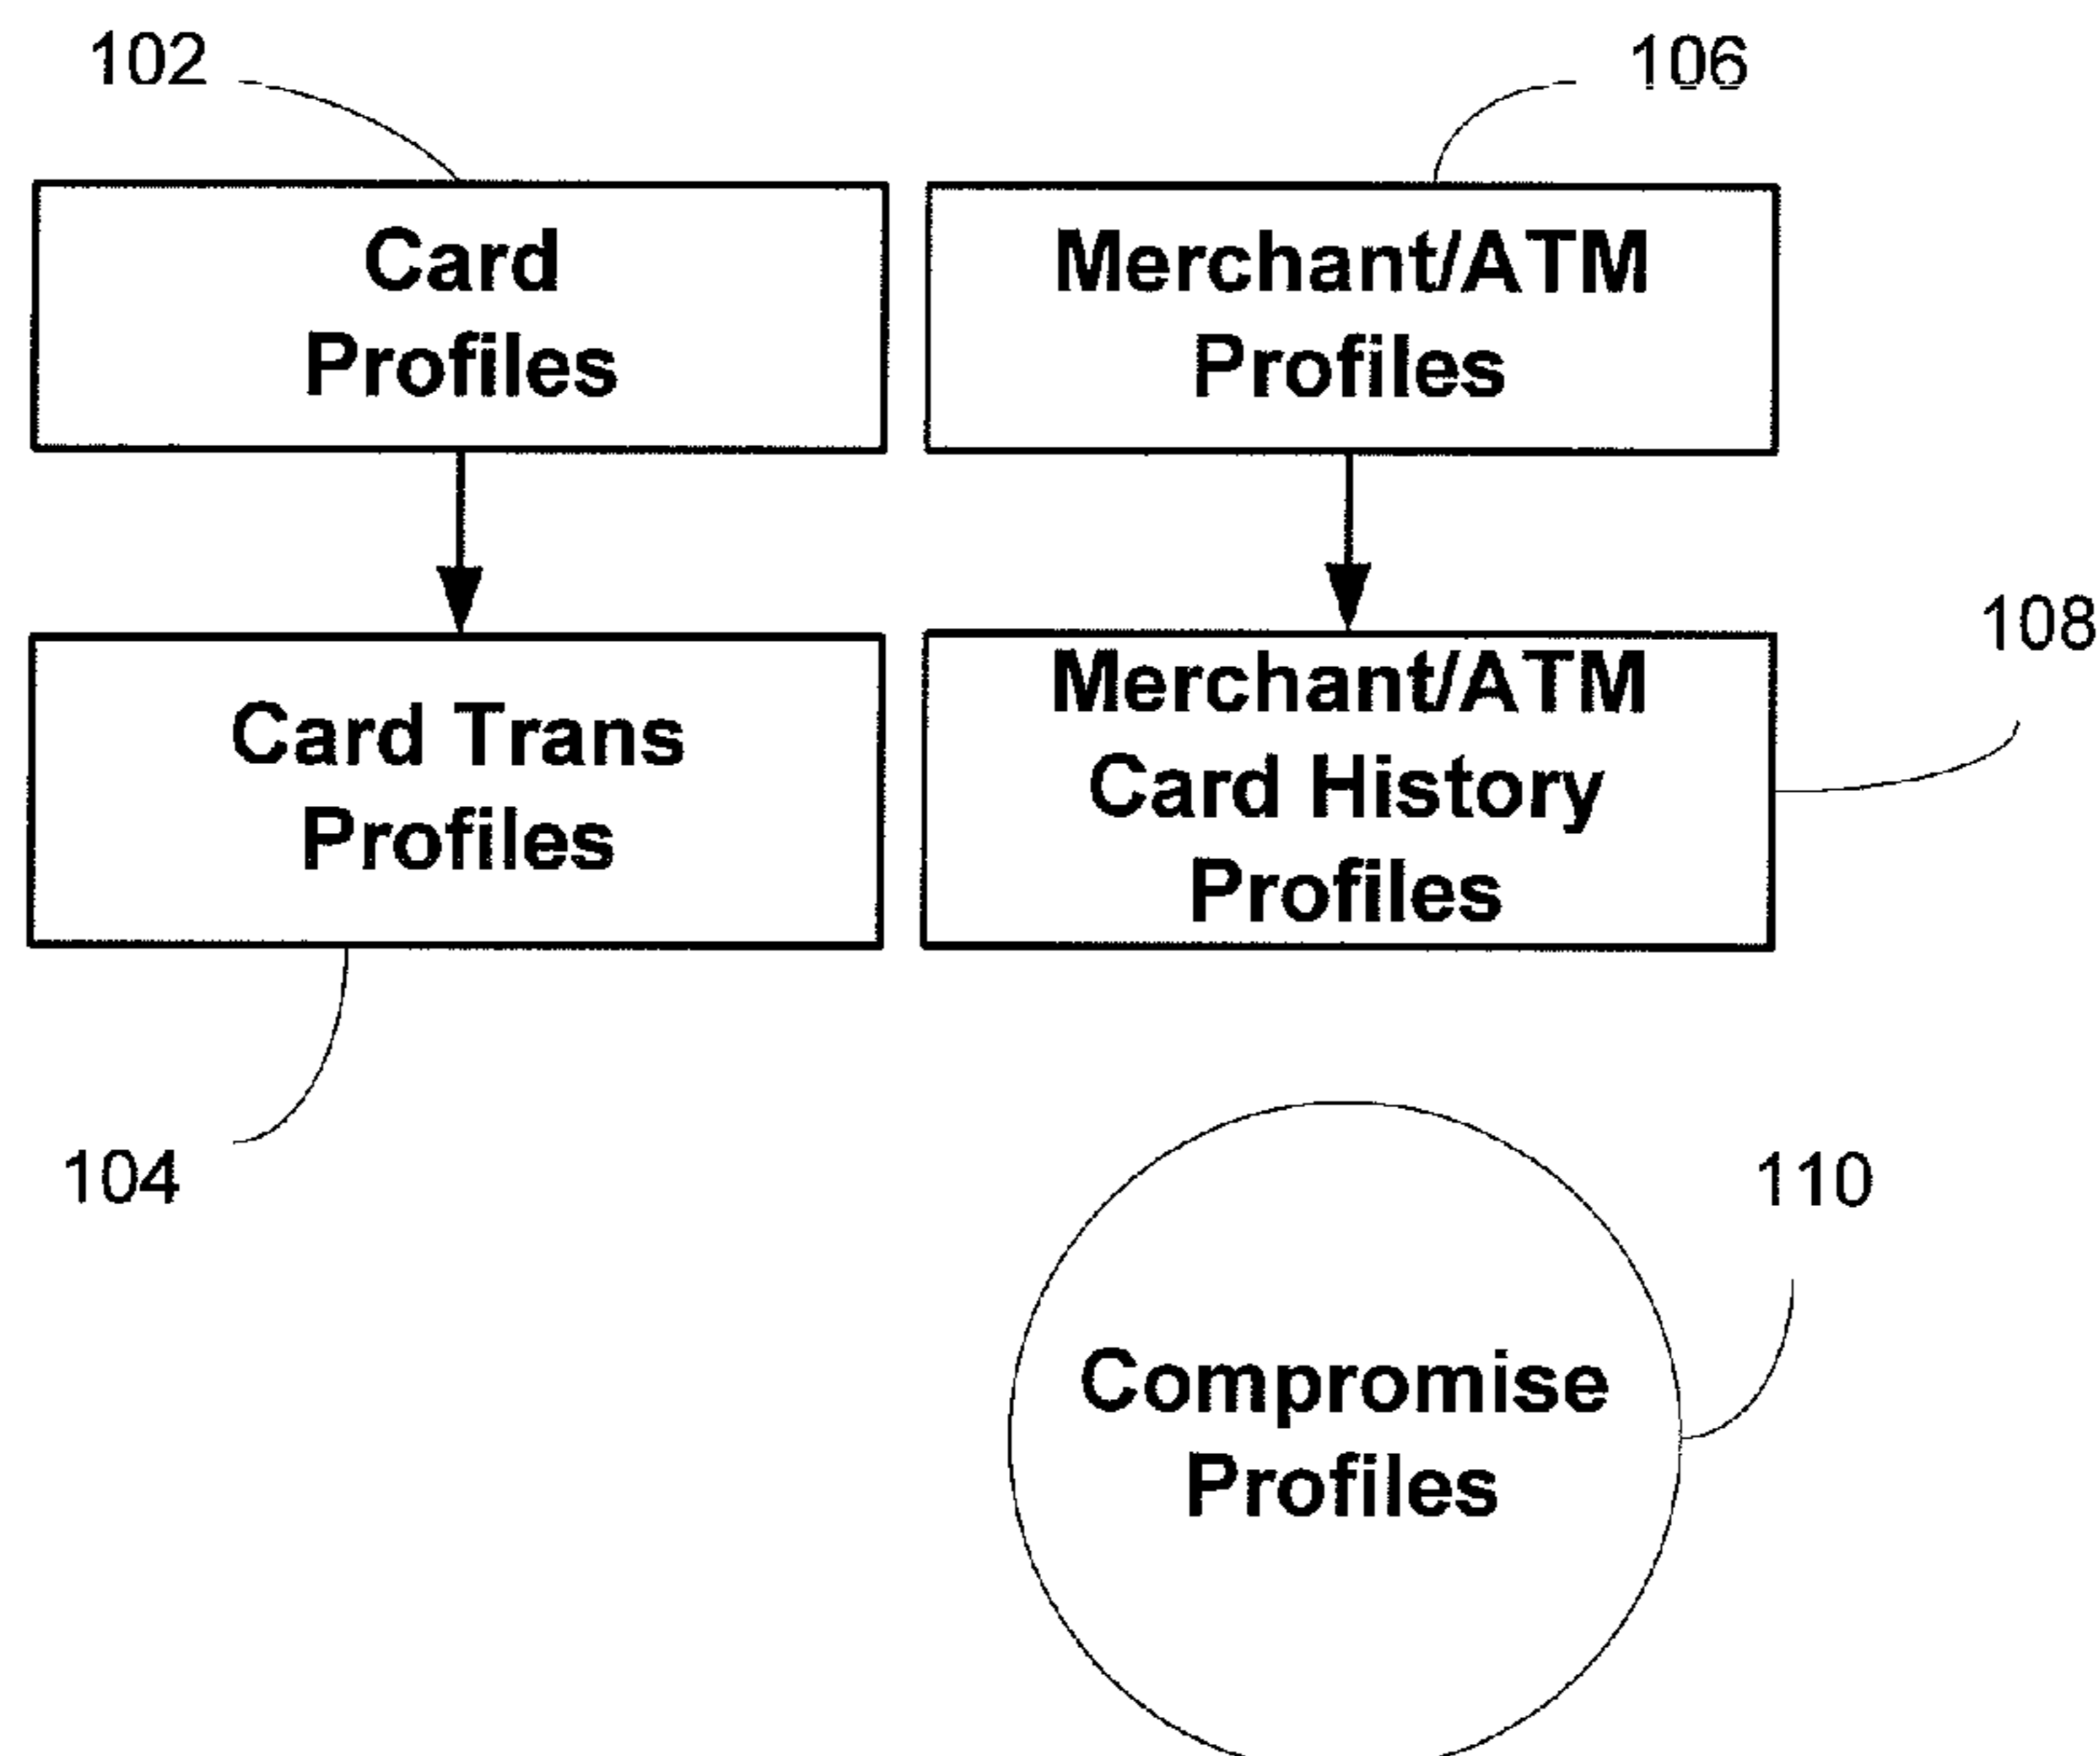 102
106
Card
Profiles
Merchant/ATM
Profiles
108
Card Trans
Profiles
Merchant/ATM
Card History
Profiles
104
110
Compromise
Profiles